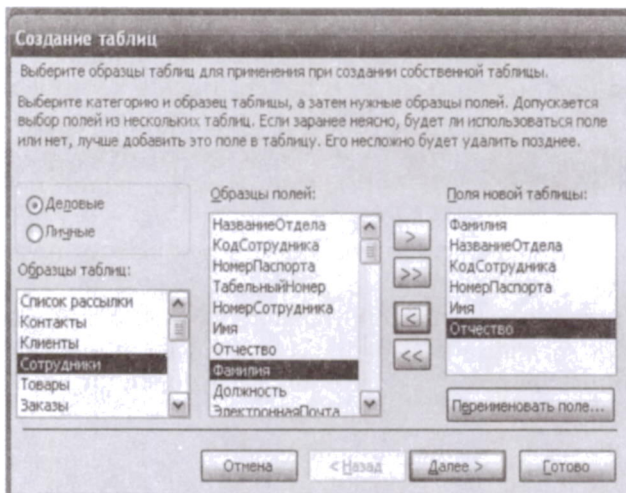 Создание таблиц
Выберите образцы таблиц для применения при создании собственной таблицы.
Выберите категорию и образец таблицы, а затем нужные образцы полей. Допускается
выбор полей из нескольких таблиц. Если заранее неясно, будет ли использоваться поле
или нет, лучше добавить это поле в таблицу. Его несложно будет удалить позднее.
Деловые
Личные
Образцы таблиц:
Список рассылки
Контакты
Клиенты
Сотрудники
Товары
Заказы
Образцы полей:
НазваниеОтдела
КодСотрудника
НомерПаспорта
ТабельныйНомер
НомерСотрудника
Имя
Отчество
Фамилия
Должность
ЭлектроннаяПочта
>
>>
<
<<
Поля новой таблицы:
Фамилия
НазваниеОтдела
КодСотрудника
НомерПаспорта
Имя
Отчество
Переименовать поле...
Отмена
< Назад
Далее >
Готово